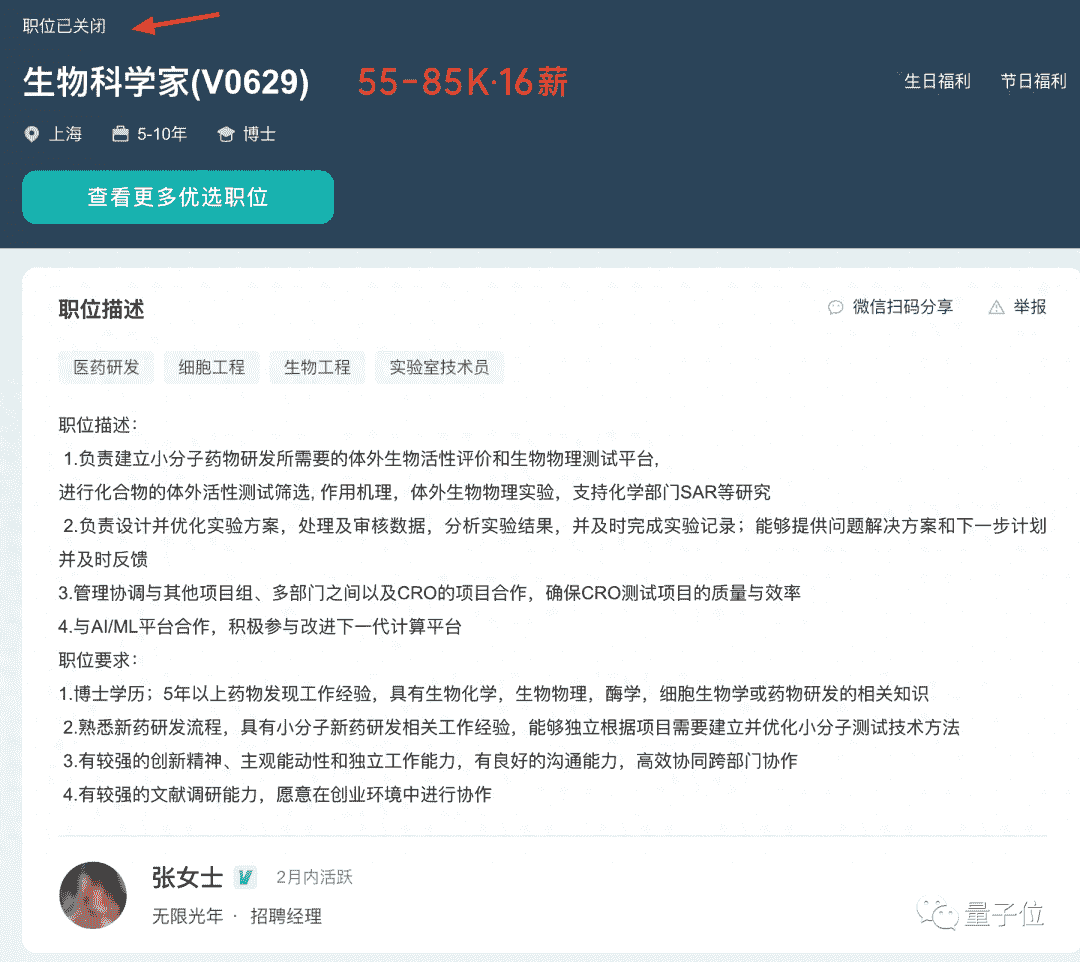 职位已关闭
生物科学家(V0629) 55-85K·16薪
生日福利 节日福利
上海 5-10年 博士
查看更多优选职位
职位描述
微信扫码分享 举报
医药研发 细胞工程 生物工程 实验室技术员
职位描述：
1.负责建立小分子药物研发所需要的体外生物活性评价和生物物理测试平台,
进行化合物的体外活性测试筛选, 作用机理，体外生物物理实验，支持化学部门SAR等研究
2.负责设计并优化实验方案，处理及审核数据，分析实验结果，并及时完成实验记录；能够提供问题解决方案和下一步计划
并及时反馈
3.管理协调与其他项目组、多部门之间以及CRO的项目合作，确保CRO测试项目的质量与效率
4.与AI/ML平台合作，积极参与改进下一代计算平台
职位要求：
1.博士学历；5年以上药物发现工作经验，具有生物化学，生物物理，酶学，细胞生物学或药物研发的相关知识
2.熟悉新药研发流程，具有小分子新药研发相关工作经验，能够独立根据项目需要建立并优化小分子测试技术方法
3.有较强的创新精神、主观能动性和独立工作能力，有良好的沟通能力，高效协同跨部门协作
4.有较强的文献调研能力，愿意在创业环境中进行协作
张女士 2月内活跃
无限光年 · 招聘经理
量子位